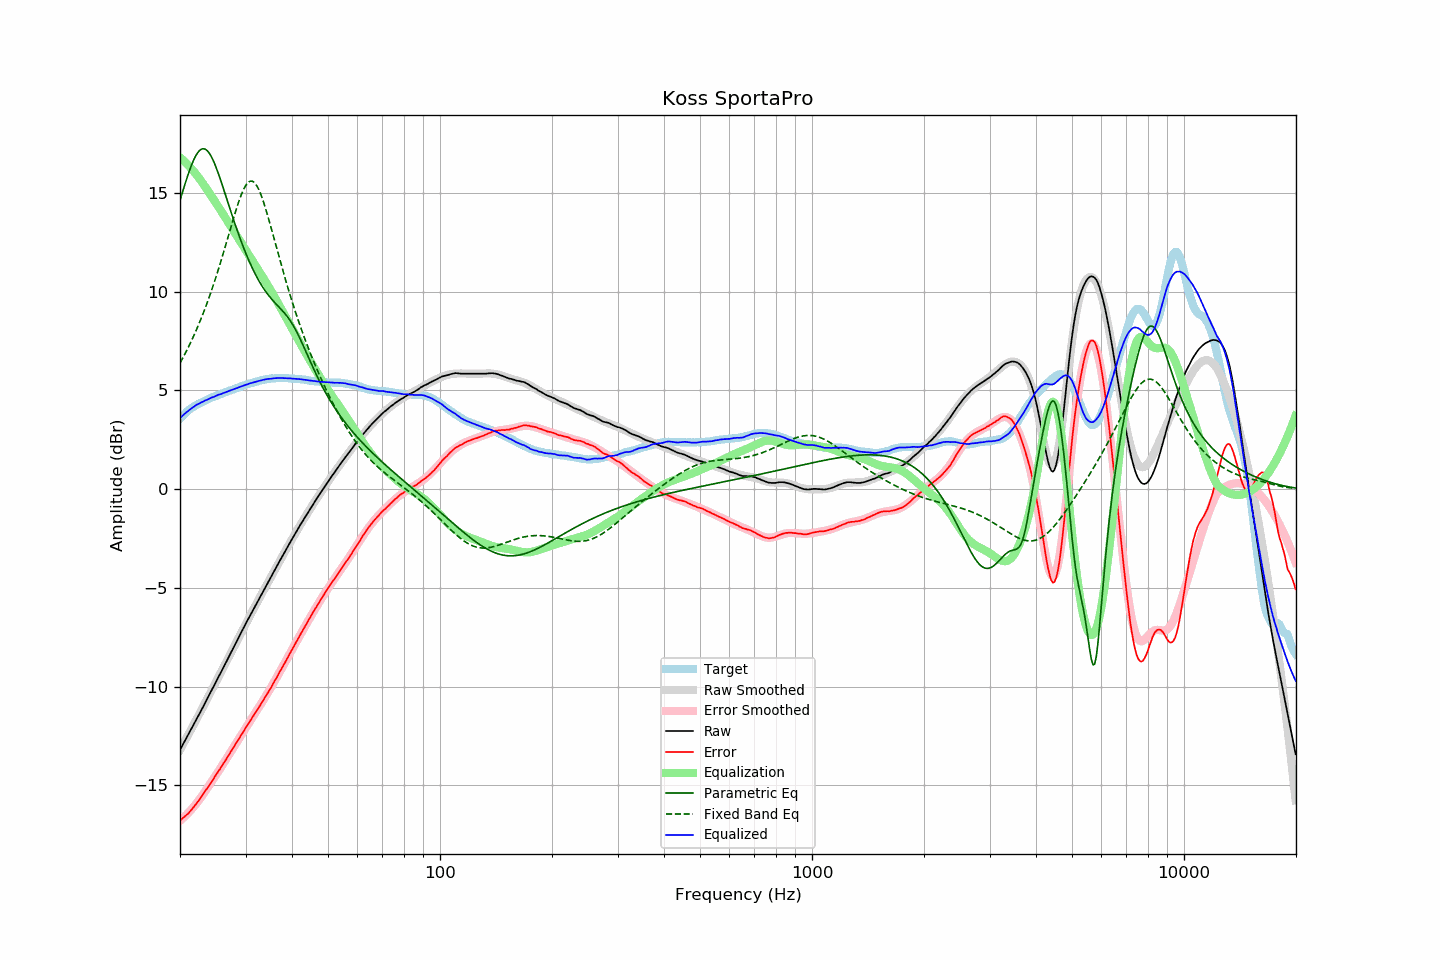 Koss SportaPro
Amplitude (dBr)
15
10
5
0
−5
−10
−15
100
1000
10000
Frequency (Hz)
Target
Raw Smoothed
Error Smoothed
Raw
Error
Equalization
Parametric Eq
Fixed Band Eq
Equalized